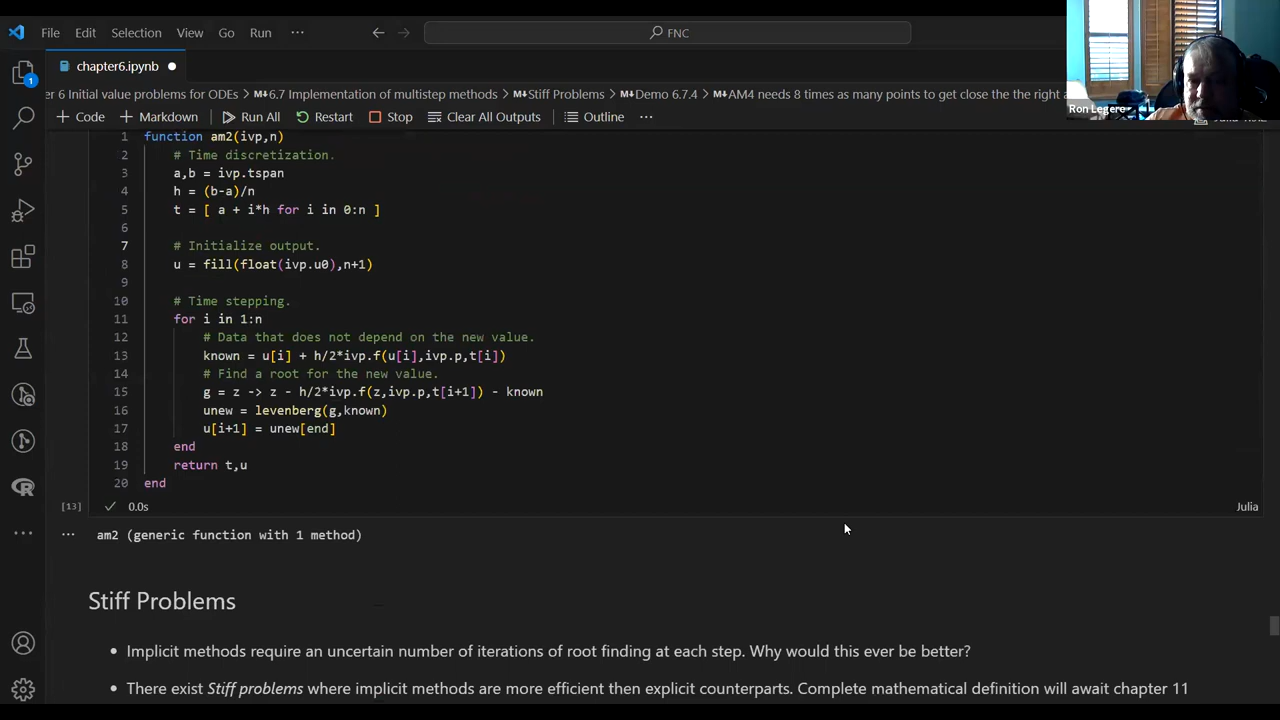 File Edit Selection View Go Run ··· FNC
Ron Legere
chapter6.ipynb
er 6 Initial value problems for ODEs > M↓6.7 Implementation of multistep methods > M↓Stiff Problems > M↓Demo 6.7.4 > M↓AM4 needs 8 times as many points to get close the the right a
+ Code + Markdown Run All Restart Clear All Outputs Outline ···
1 function am2(ivp,n)
2 # Time discretization.
3 a,b = ivp.tspan
4 h = (b-a)/n
5 t = [ a + i*h for i in 0:n ]
6
7 # Initialize output.
8 u = fill(float(ivp.u0),n+1)
9
10 # Time stepping.
11 for i in 1:n
12 # Data that does not depend on the new value.
13 known = u[i] + h/2*ivp.f(u[i],ivp.p,t[i])
14 # Find a root for the new value.
15 g = z -> z - h/2*ivp.f(z,ivp.p,t[i+1]) - known
16 unew = levenberg(g,known)
17 u[i+1] = unew[end]
18 end
19 return t,u
20 end
[13] ✓ 0.0s Julia
··· am2 (generic function with 1 method)
Stiff Problems
• Implicit methods require an uncertain number of iterations of root finding at each step. Why would this ever be better?
• There exist Stiff problems where implicit methods are more efficient then explicit counterparts. Complete mathematical definition will await chapter 11